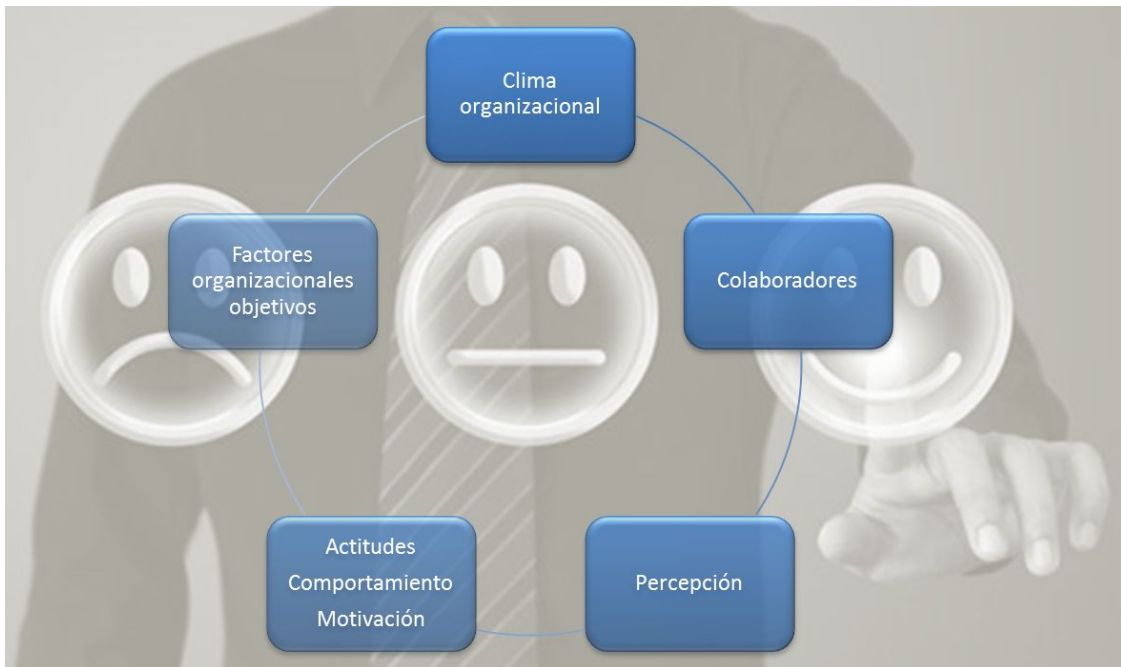 Clima
organizacional
Colaboradores
Percepción
Actitudes
Comportamiento
Motivación
Factores
organizacionales
objetivos